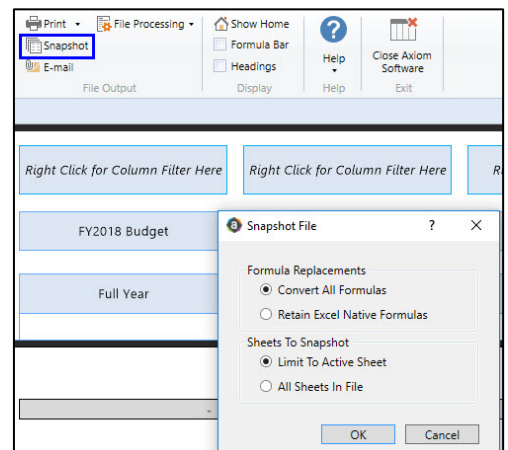 Print File Processing Show Home
Snapshot Formula Bar
E-mail Headings Help Close Axiom
Software
File Output Display Help Exit
Right Click for Column Filter Here Right Click for Column Filter Here
FY2018 Budget
Full Year
-
Snapshot File ? X
Formula Replacements
Convert All Formulas
Retain Excel Native Formulas
Sheets To Snapshot
Limit To Active Sheet
All Sheets In File
OK Cancel